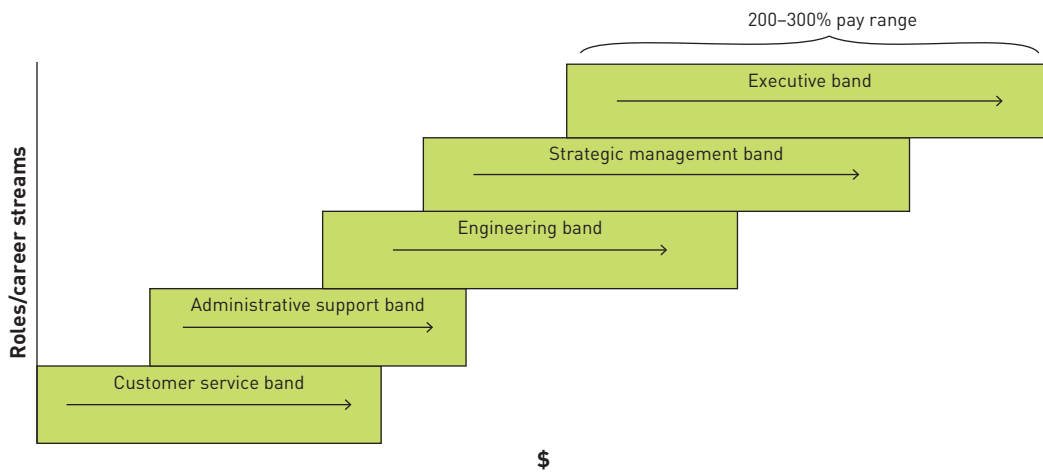 200–300% pay range
Executive band
Strategic management band
Engineering band
Administrative support band
Customer service band
Roles/career streams
$